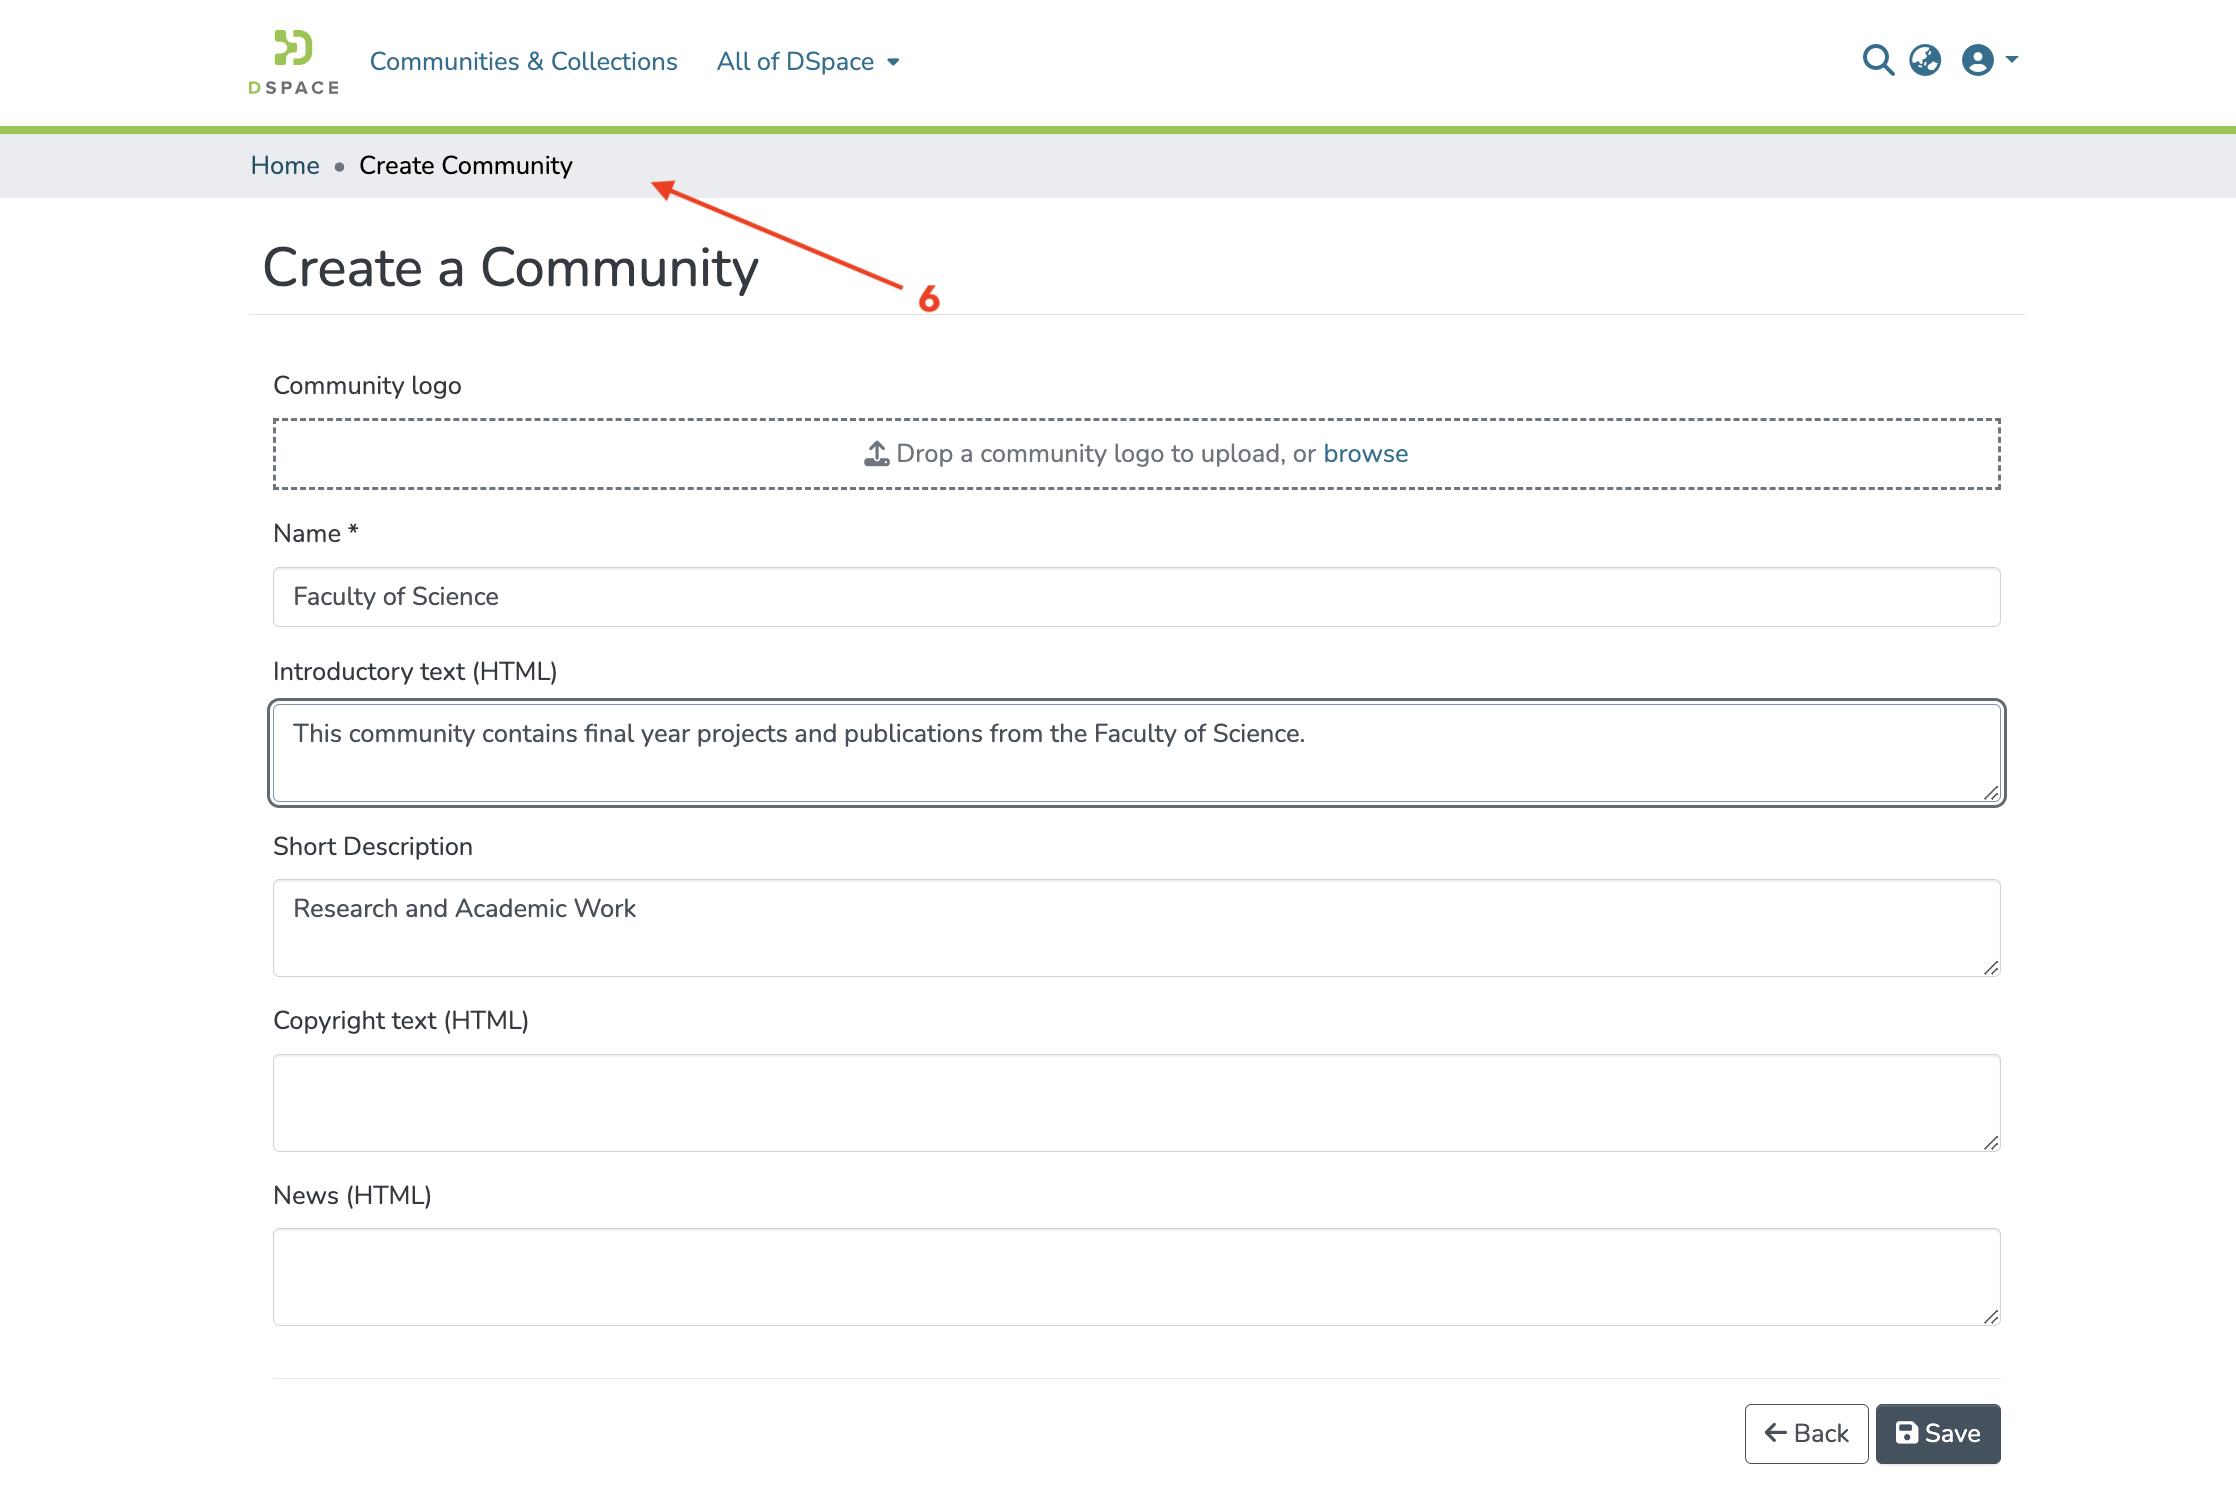 DSPACE
Communities & Collections All of DSpace
Home • Create Community
Create a Community
6
Community logo
Drop a community logo to upload, or browse
Name *
Faculty of Science
Introductory text (HTML)
This community contains final year projects and publications from the Faculty of Science.
Short Description
Research and Academic Work
Copyright text (HTML)
News (HTML)
Back Save